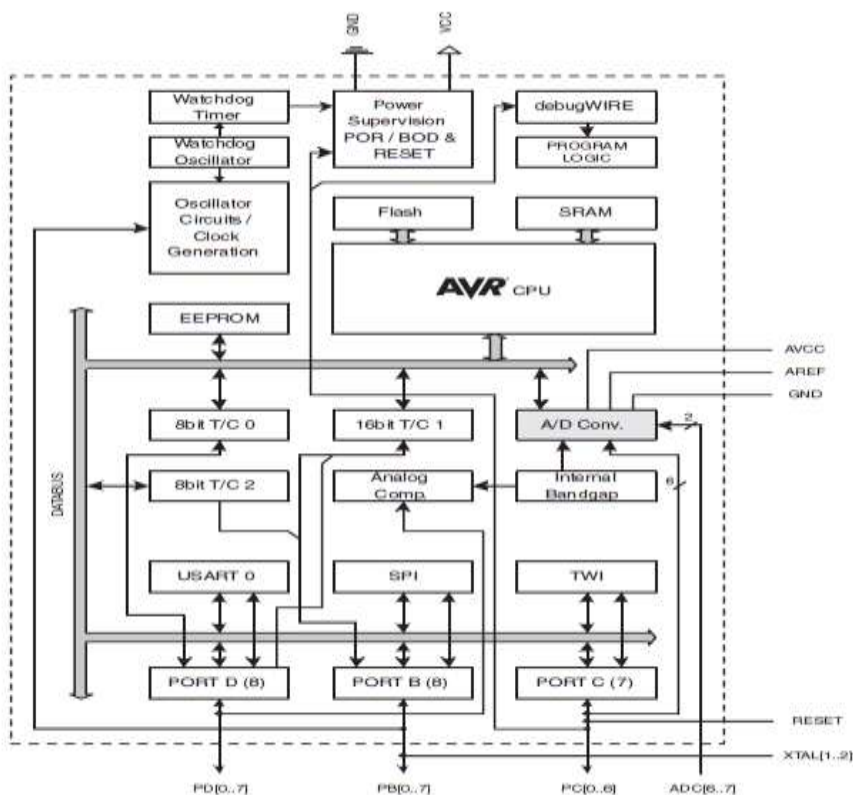 GND
VCC
Watchdog
Timer
Power
Supervision
POR / BOD &
RESET
debugWIRE
Watchdog
Oscillator
PROGRAM
LOGIC
Oscillator
Circuits /
Clock
Generation
Flash
SRAM
AVR CPU
EEPROM
AVCC
AREF
GND
8bit T/C 0
16bit T/C 1
A/D Conv.
2
DATABUS
8bit T/C 2
Analog
Comp.
Internal
Bandgap
6
USART 0
SPI
TWI
PORT D (8)
PORT B (8)
PORT C (7)
RESET
XTAL[1..2]
PD[0..7]
PB[0..7]
PC[0..6]
ADC[6..7]